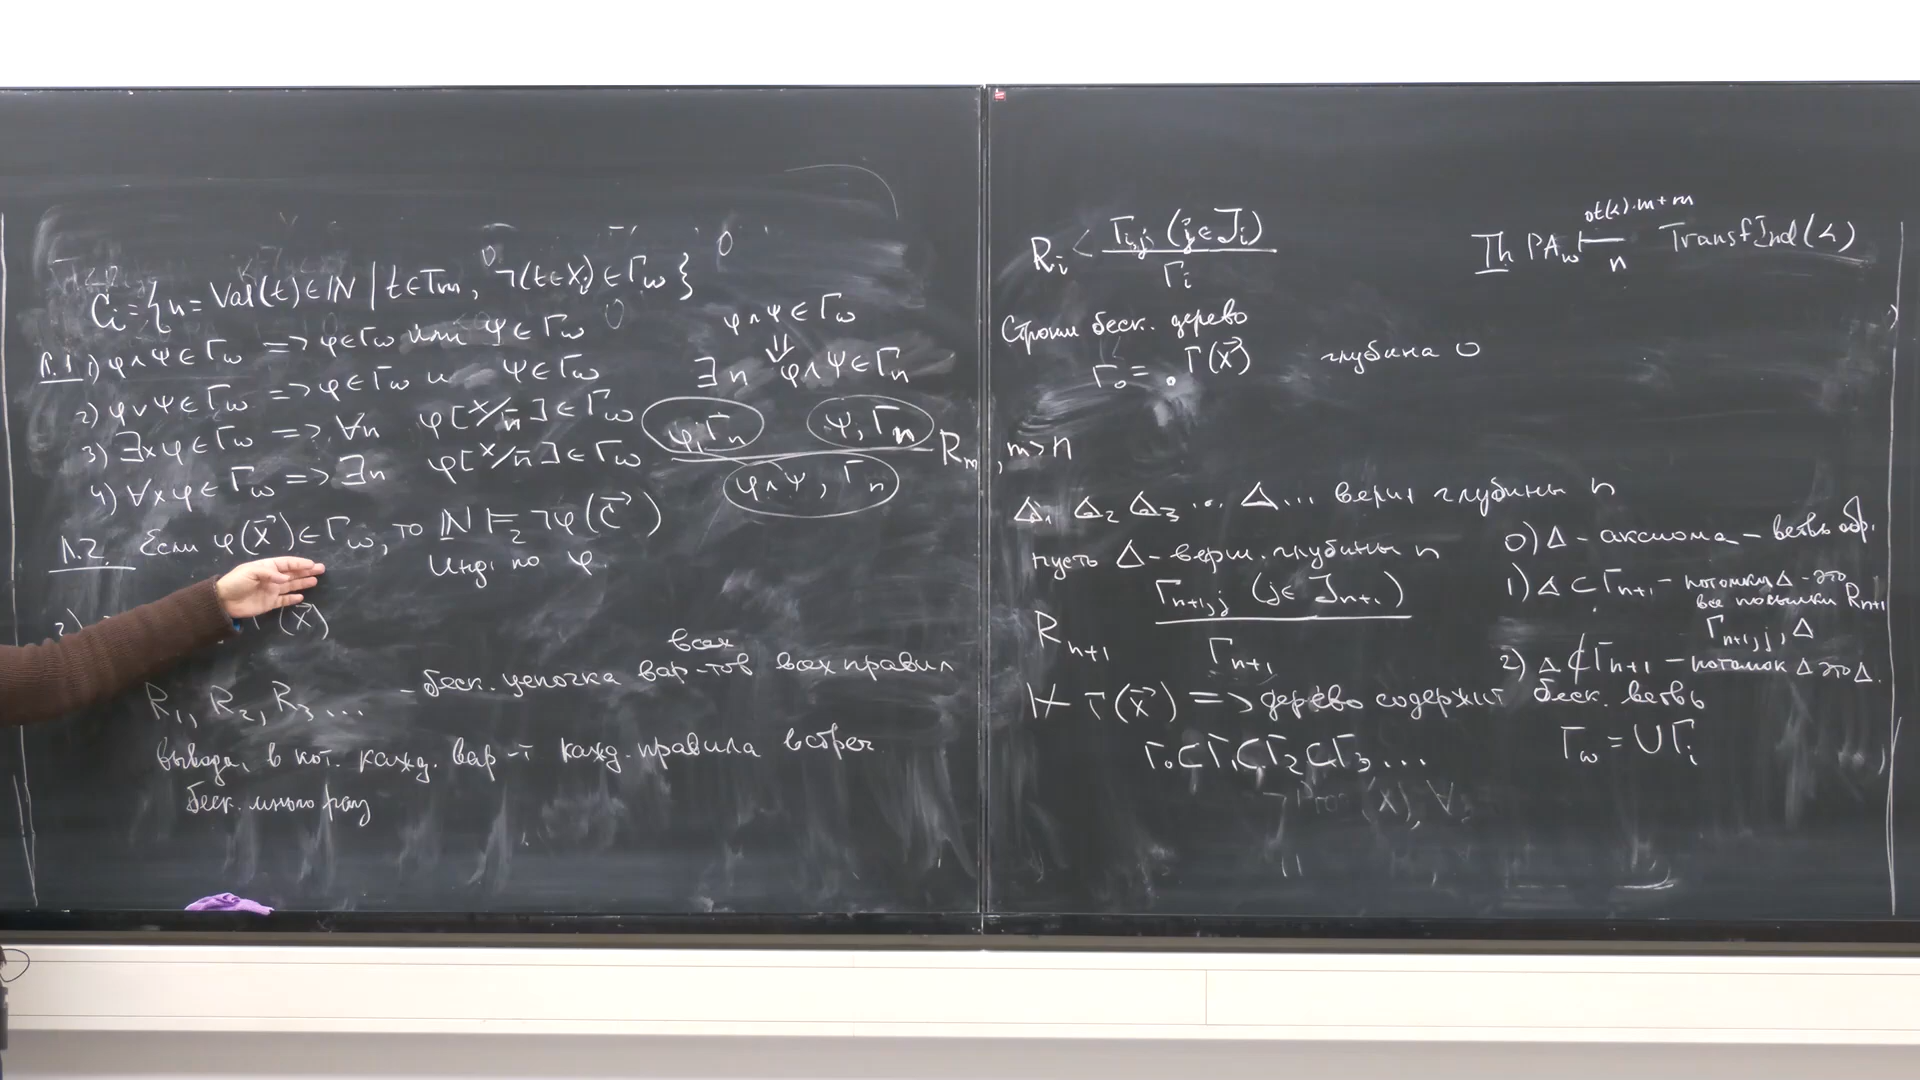 C_i = {n = Val(t) ∈ ℕ | t ∈ Tm, ¬(t ∈ X_i) ∈ Γ_ω}
Л.1 1) φ∧ψ ∈ Γ_ω => φ ∈ Γ_ω или ψ ∈ Γ_ω
2) φ∨ψ ∈ Γ_ω => φ ∈ Γ_ω и ψ ∈ Γ_ω
3) ∃xφ ∈ Γ_ω => ∀n φ[x/n̄] ∈ Γ_ω
4) ∀xφ ∈ Γ_ω => ∃n φ[x/n̄] ∈ Γ_ω
Л.2. Если φ(X⃗) ∈ Γ_ω, то ℕ ⊨₂ ¬φ(C⃗)
Инд. по φ.
2) (X⃗)
всех
R₁, R₂, R₃ ... - беск. цепочка вар-тов всех правил
вывода, в кот. кажд. вар-т кажд. правила встреч.
беск. много раз
φ∧ψ ∈ Γ_ω
⇓
∃n φ∧ψ ∈ Γ_n
φ, Γ_n ψ, Γ_n
R_m, m > n
φ∧ψ, Γ_n
R_i Γ_{i,j} (j ∈ J_i)
Γ_i
Th PA_ω ⊢ ot(≺)·m+m n TransfInd(≺)
Строим беск. дерево
Γ₀ = Γ(X⃗) глубина 0
Δ₁ Δ₂ Δ₃ ... Δ... верш. глубины n
пусть Δ - верш. глубины n
R_{n+1} Γ_{n+1,j} (j ∈ J_{n+1})
Γ_{n+1}
0) Δ - аксиома - ветвь обр.
1) Δ ⊂ Γ_{n+1} - потомки Δ - это
все посылки R_{n+1}
Γ_{n+1,j}, Δ
2) Δ ⊄ Γ_{n+1} - потомок Δ это Δ.
⊬ Γ(X⃗) => дерево содержит беск. ветвь
Γ₀ ⊂ Γ₁ ⊂ Γ₂ ⊂ Γ₃ ... Γ_ω = ∪Γ_i